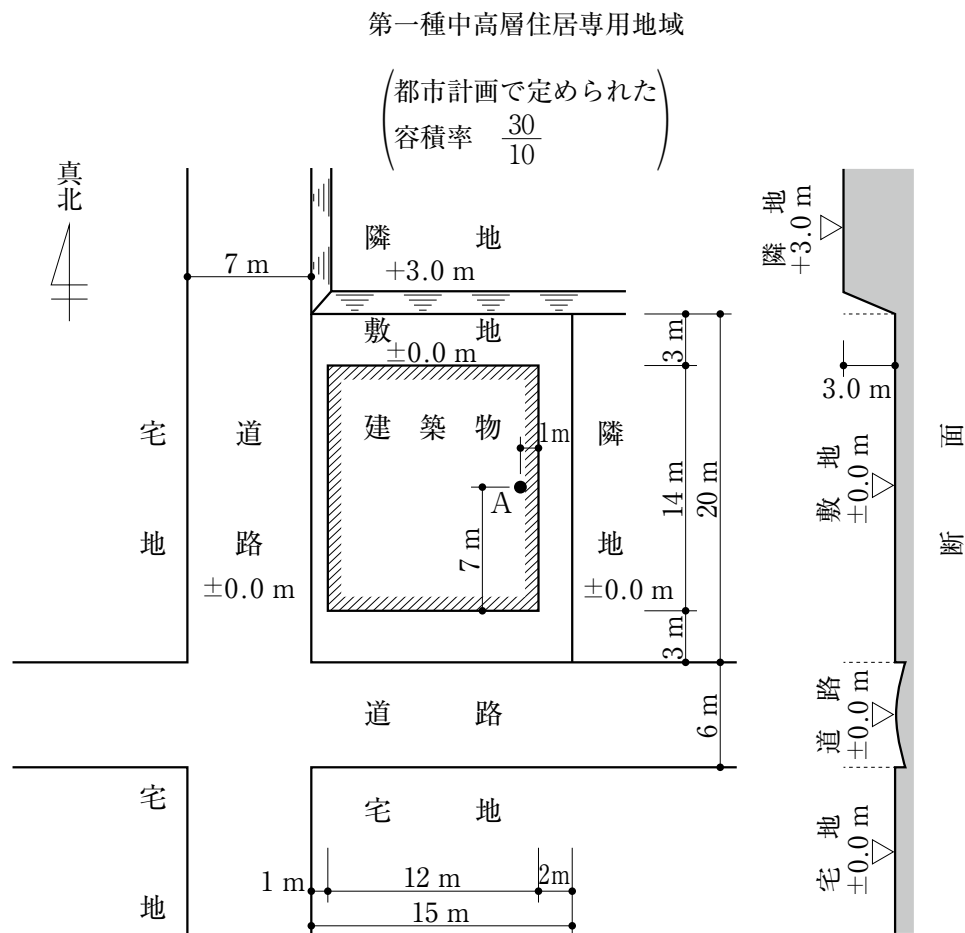 第一種中高層住居専用地域
都市計画で定められた
容積率 30/10
真北
7 m
隣地
+3.0 m
隣地
+3.0 m
敷地
±0.0 m
3 m
3.0 m
建築物
1m
A
7 m
宅地
道路
±0.0 m
隣地
±0.0 m
14 m
20 m
敷地
±0.0 m
断面
3 m
道路
6 m
道路
±0.0 m
宅地
宅地
宅地
±0.0 m
1 m
12 m
2m
15 m